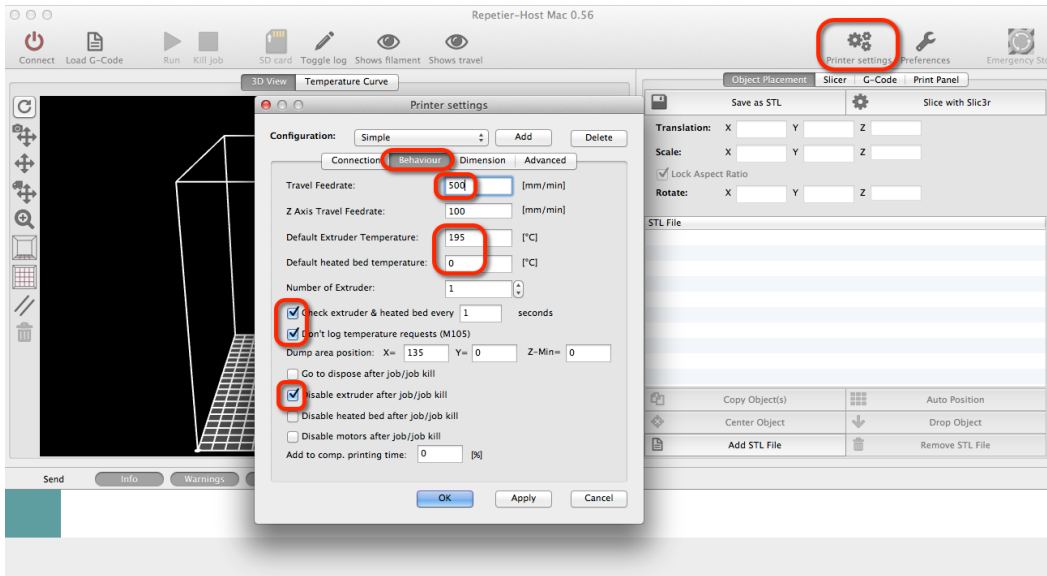 Repetier-Host Mac 0.56
Connect Load G-Code Run Kill job SD card Toggle log Shows filament Shows travel Printer settings Preferences Emergency
3D View Temperature Curve
Object Placement Slicer G-Code Print Panel
Save as STL Slice with Slic3r
Translation: X Y Z
Scale: X Y Z
Lock Aspect Ratio
Rotate: X Y Z
STL File
Copy Object(s) Auto Position
Center Object Drop Object
Add STL File Remove STL File
Printer settings
Configuration: Simple Add Delete
Connection Behaviour Dimension Advanced
Travel Feedrate: 500 [mm/min]
Z Axis Travel Feedrate: 100 [mm/min]
Default Extruder Temperature: 195 [°C]
Default heated bed temperature: 0 [°C]
Number of Extruder: 1
Check extruder & heated bed every 1 seconds
Don't log temperature requests (M105)
Dump area position: X= 135 Y= 0 Z-Min= 0
Go to dispose after job/job kill
Disable extruder after job/job kill
Disable heated bed after job/job kill
Disable motors after job/job kill
Add to comp. printing time: 0 [%]
OK Apply Cancel
Send Info Warnings